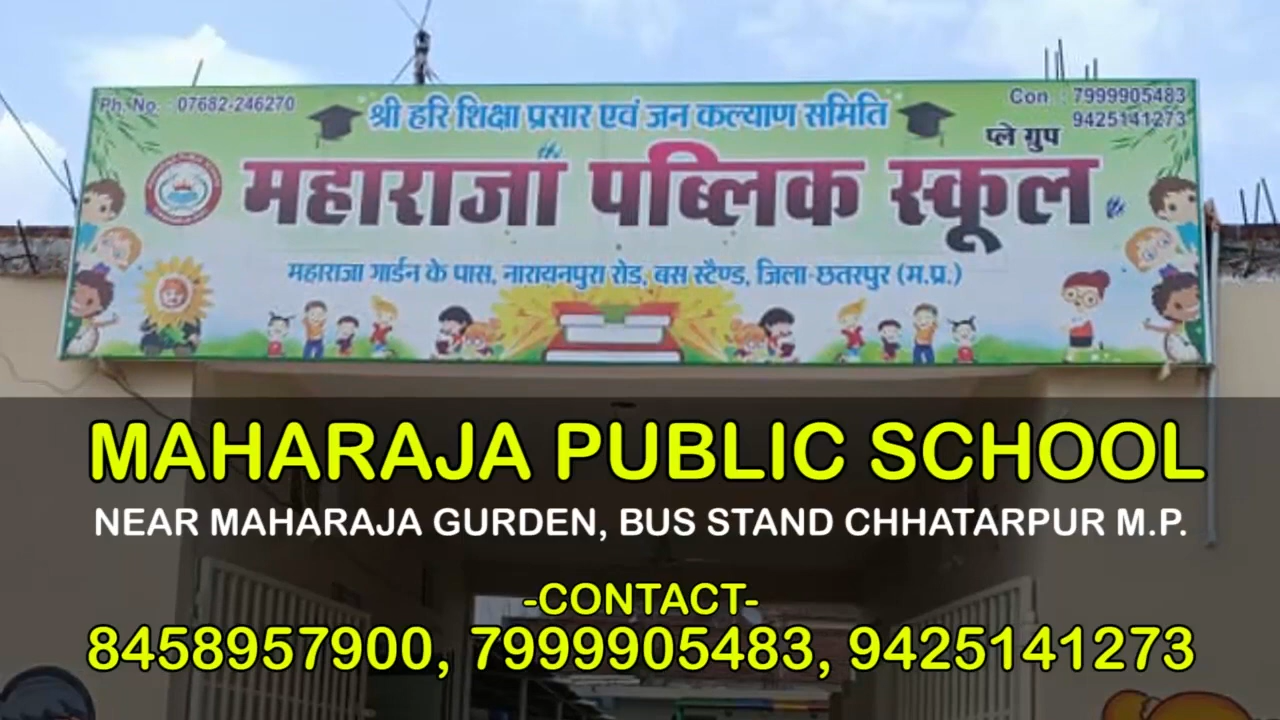 Ph. No. : 07682-246270
श्री हरि शिक्षा प्रसार एवं जन कल्याण समिति
Con. : 7999905483
9425141273
प्ले ग्रुप
महाराजा पब्लिक स्कूल
महाराजा गार्डन के पास, नारायणपुरा रोड, बस स्टैण्ड, जिला-छतरपुर (म.प्र.)
MAHARAJA PUBLIC SCHOOL
NEAR MAHARAJA GURDEN, BUS STAND CHHATARPUR M.P.
-CONTACT-
8458957900, 7999905483, 9425141273